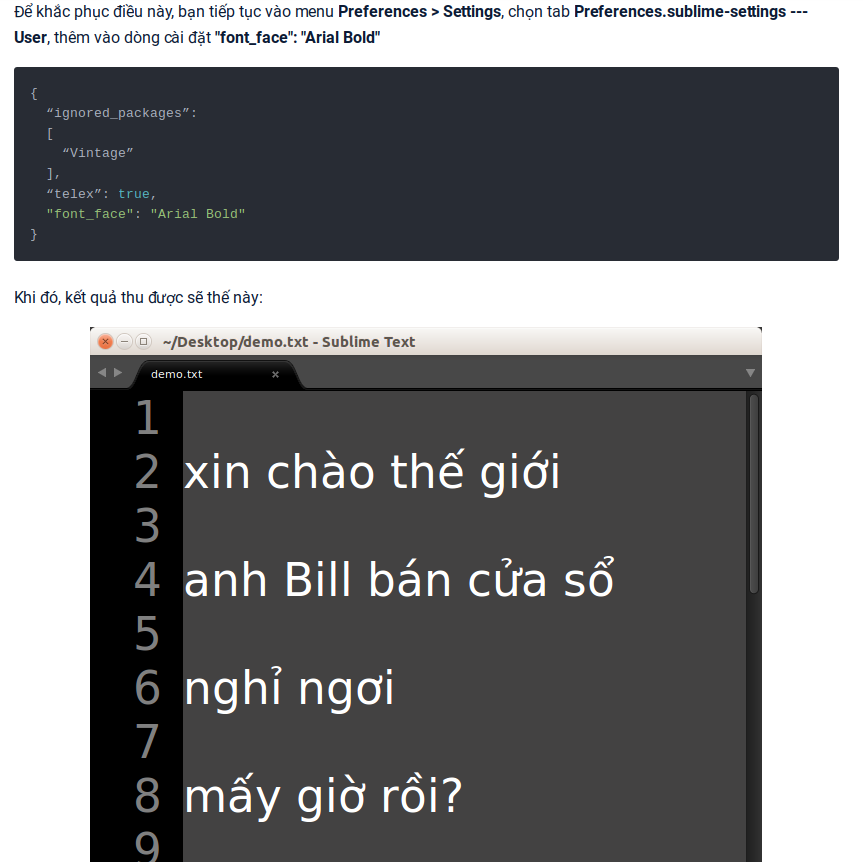 Để khắc phục điều này, bạn tiếp tục vào menu Preferences > Settings, chọn tab Preferences.sublime-settings ---
User, thêm vào dòng cài đặt "font_face": "Arial Bold"
{
“ignored_packages”:
[
“Vintage”
],
“telex”: true,
"font_face": "Arial Bold"
}
Khi đó, kết quả thu được sẽ thế này:
~/Desktop/demo.txt - Sublime Text
demo.txt
1
2 xin chào thế giới
3
4 anh Bill bán cửa sổ
5
6 nghỉ ngơi
7
8 mấy giờ rồi?
9